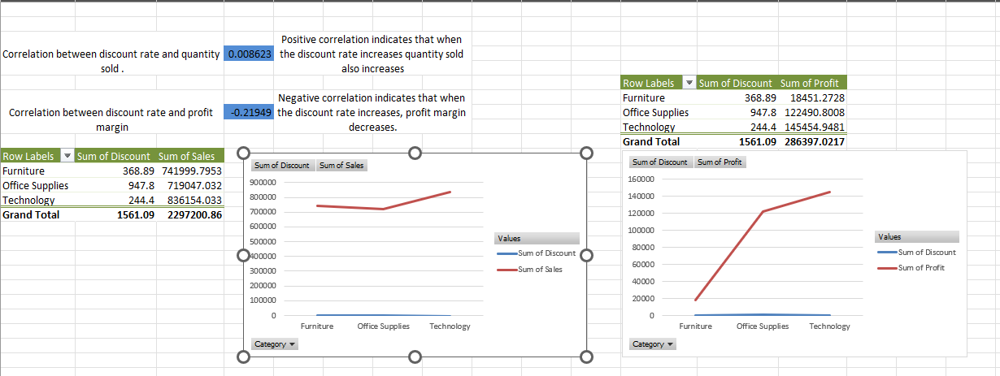 Correlation between discount rate and quantity sold .
0.008623
Positive correlation indicates that when
the discount rate increases quantity sold
also increases
Correlation between discount rate and profit
margin
-0.21949
Negative correlation indicates that when
the discount rate increases, profit margin
decreases.
Row Labels Sum of Discount Sum of Profit
Furniture 368.89 18451.2728
Office Supplies 947.8 122490.8008
Technology 244.4 145454.9481
Grand Total 1561.09 286397.0217
Row Labels Sum of Discount Sum of Sales
Furniture 368.89 741999.7953
Office Supplies 947.8 719047.032
Technology 244.4 836154.033
Grand Total 1561.09 2297200.86
Sum of Discount Sum of Sales
900000
800000
700000
600000
500000
400000
300000
200000
100000
0
Furniture Office Supplies Technology
Values
Sum of Discount
Sum of Sales
Category
Sum of Discount Sum of Profit
160000
140000
120000
100000
80000
60000
40000
20000
0
Furniture Office Supplies Technology
Values
Sum of Discount
Sum of Profit
Category